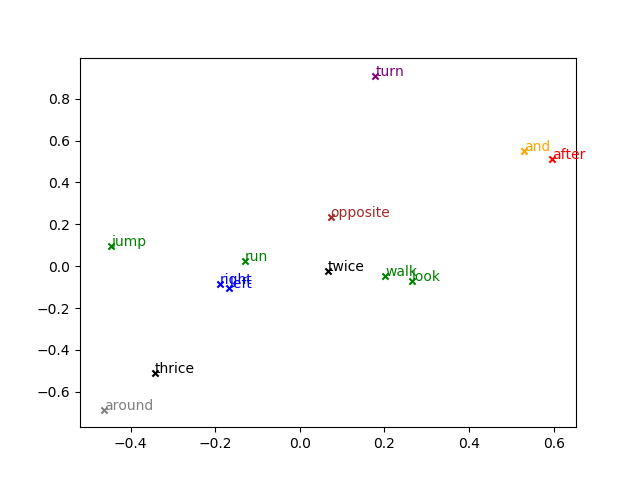 turn
0.8
and
0.6
after
0.4
opposite
0.2
jump
run
twice
0.0
walk
look
right
left
−0.2
−0.4
thrice
−0.6
around
−0.4
−0.2
0.0
0.2
0.4
0.6